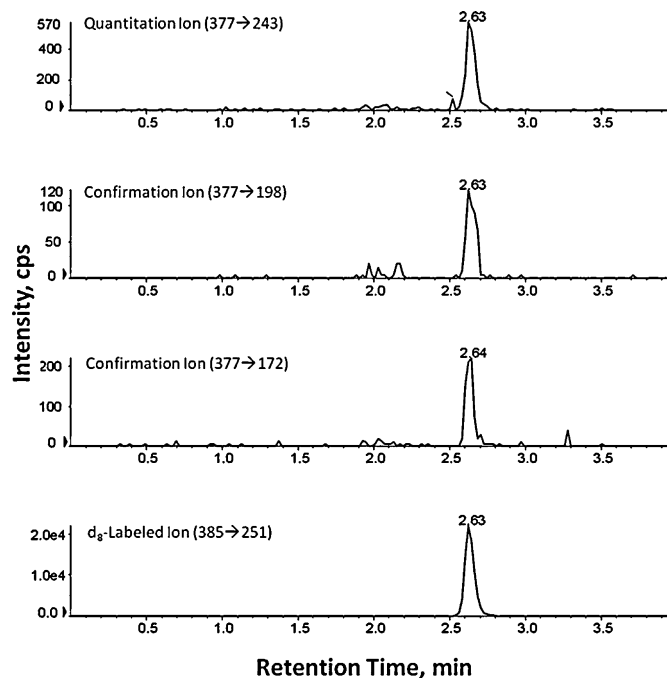 Quantitation Ion (377→243)
2.63
570
400
200
0
0.5 1.0 1.5 2.0 2.5 3.0 3.5
Confirmation Ion (377→198)
2.63
120
100
50
0
0.5 1.0 1.5 2.0 2.5 3.0 3.5
Intensity, cps
Confirmation Ion (377→172)
2.64
200
100
0
0.5 1.0 1.5 2.0 2.5 3.0 3.5
d₈-Labeled Ion (385→251)
2.63
2.0e4
1.0e4
0.0
0.5 1.0 1.5 2.0 2.5 3.0 3.5
Retention Time, min